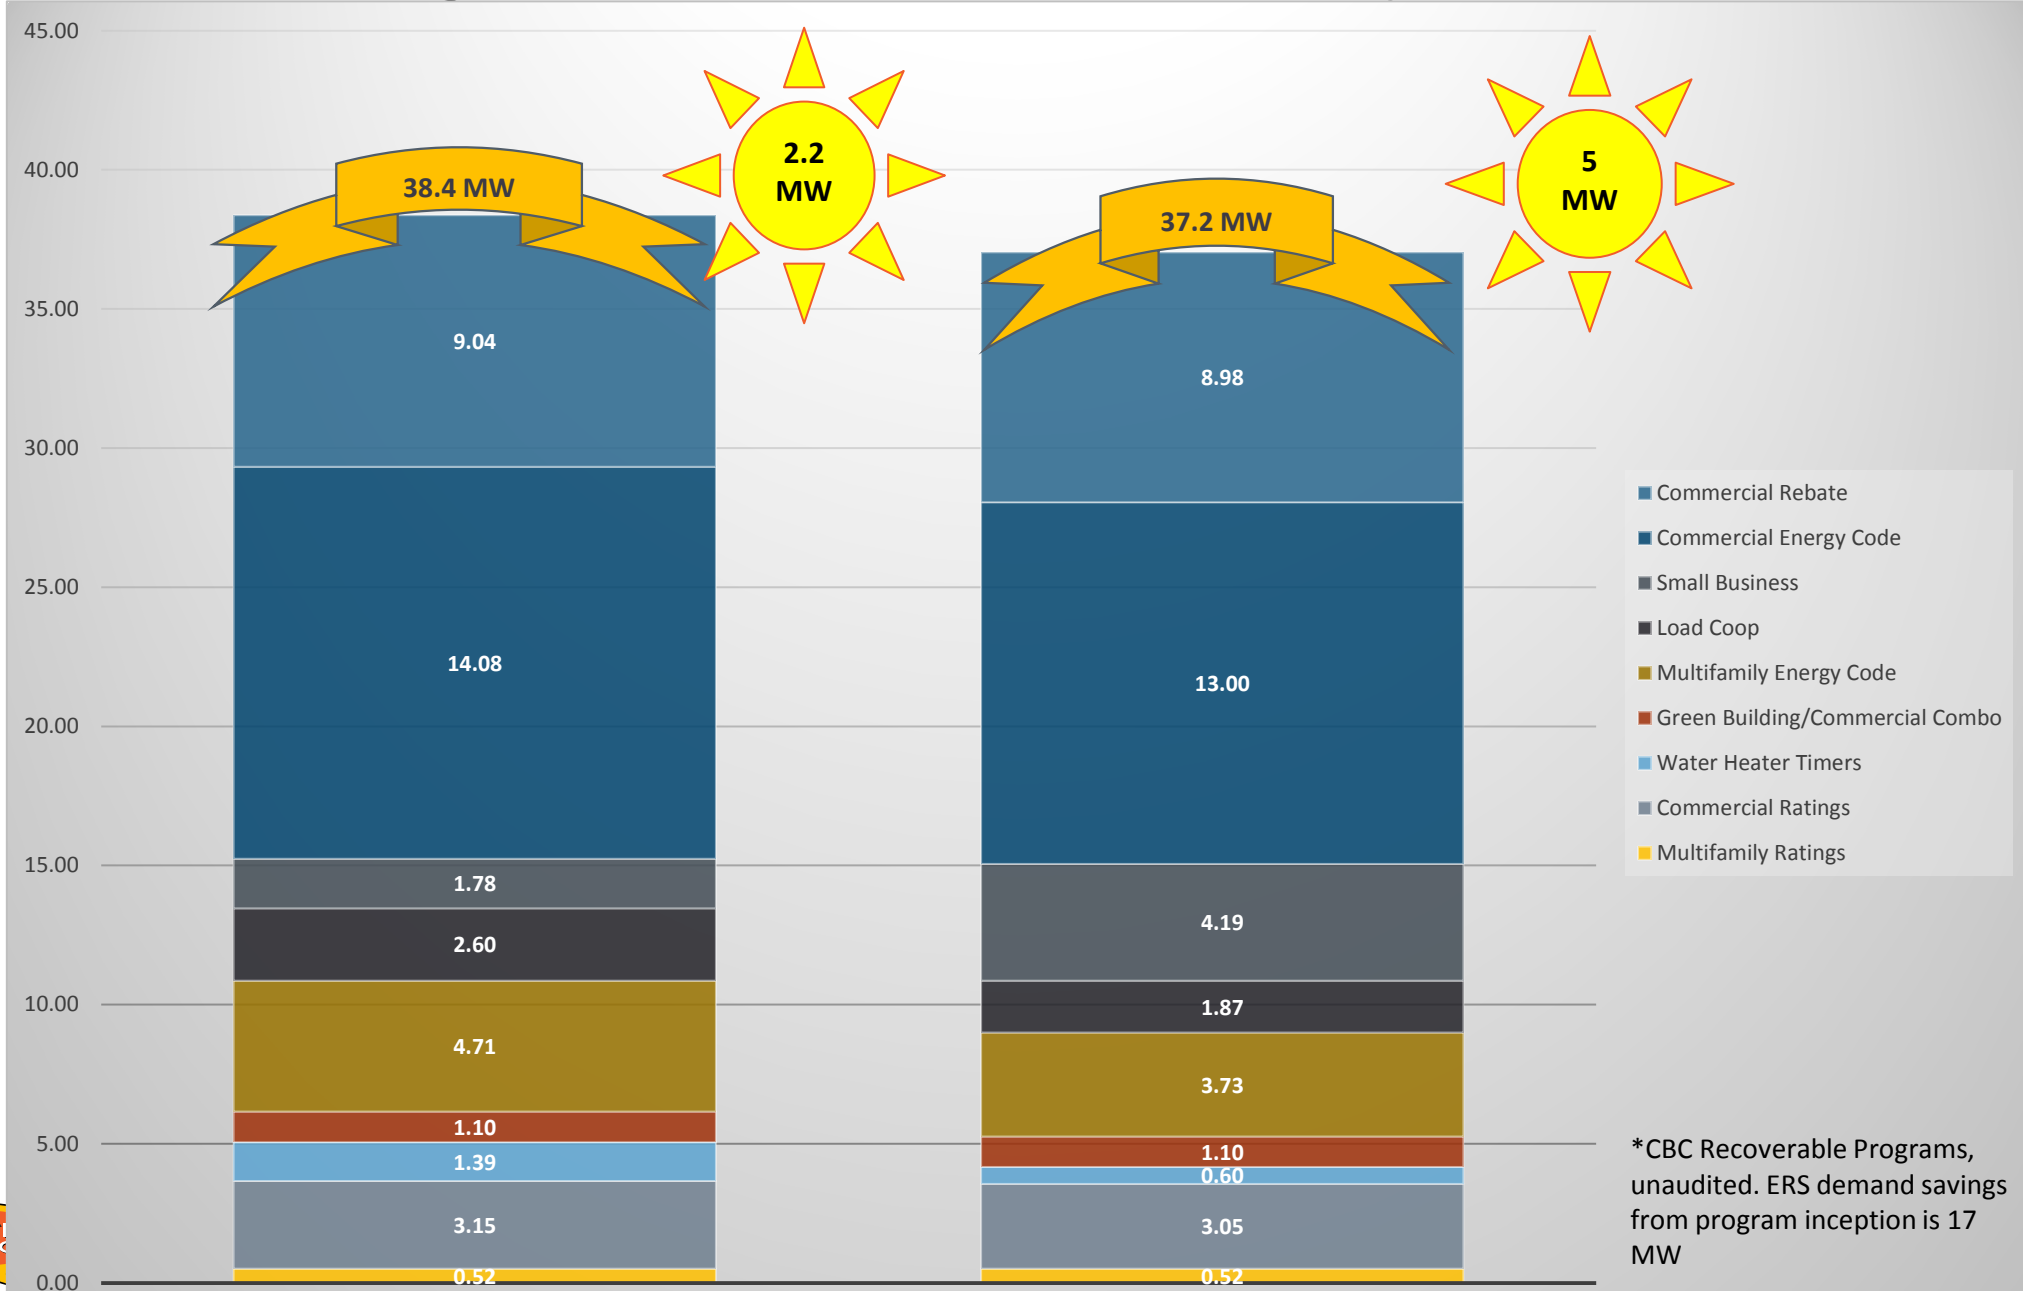 45.00
40.00
35.00
30.00
25.00
20.00
15.00
10.00
5.00
0.00
38.4 MW
9.04
14.08
1.78
2.60
4.71
1.10
1.39
3.15
0.52
2.2
MW
37.2 MW
8.98
13.00
4.19
1.87
3.73
1.10
0.60
3.05
0.52
5
MW
Commercial Rebate
Commercial Energy Code
Small Business
Load Coop
Multifamily Energy Code
Green Building/Commercial Combo
Water Heater Timers
Commercial Ratings
Multifamily Ratings
*CBC Recoverable Programs,
unaudited. ERS demand savings
from program inception is 17
MW